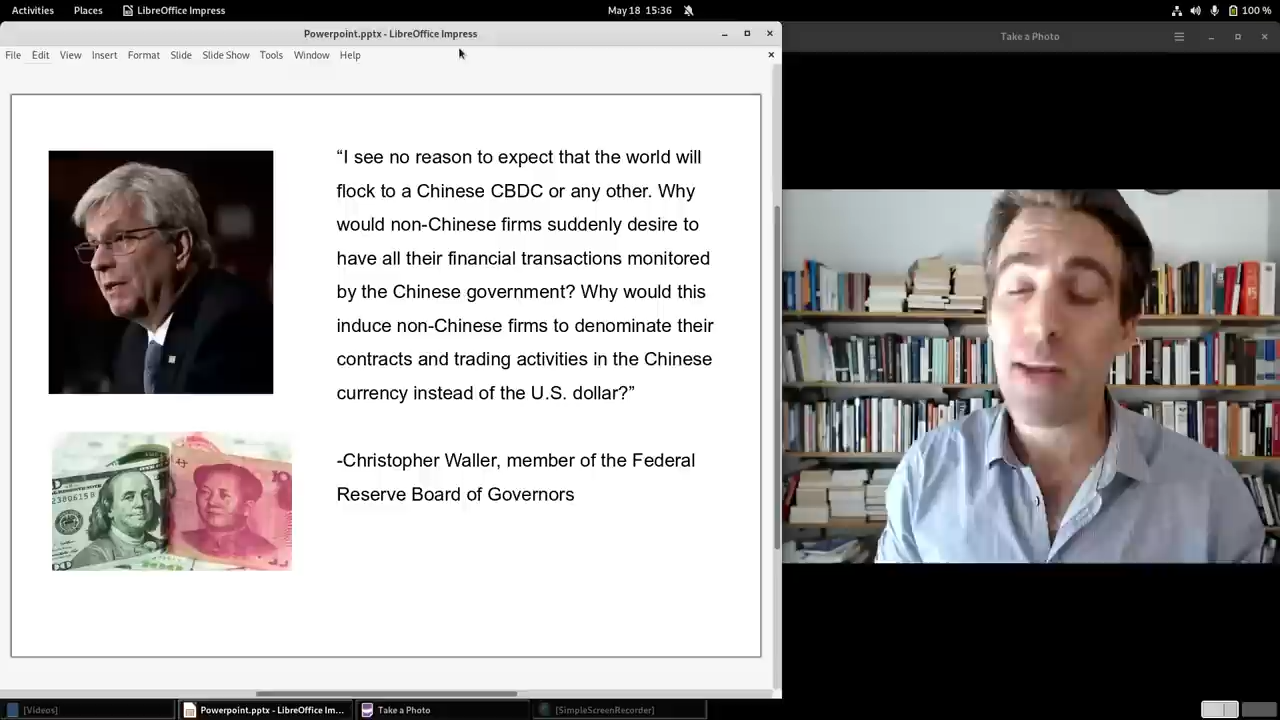 Activities Places LibreOffice Impress May 18 15:36 100 %
Powerpoint.pptx - LibreOffice Impress
Take a Photo
File Edit View Insert Format Slide Slide Show Tools Window Help
“I see no reason to expect that the world will
flock to a Chinese CBDC or any other. Why
would non-Chinese firms suddenly desire to
have all their financial transactions monitored
by the Chinese government? Why would this
induce non-Chinese firms to denominate their
contracts and trading activities in the Chinese
currency instead of the U.S. dollar?”
-Christopher Waller, member of the Federal
Reserve Board of Governors
[Videos] Powerpoint.pptx - LibreOffice Im... Take a Photo [SimpleScreenRecorder]